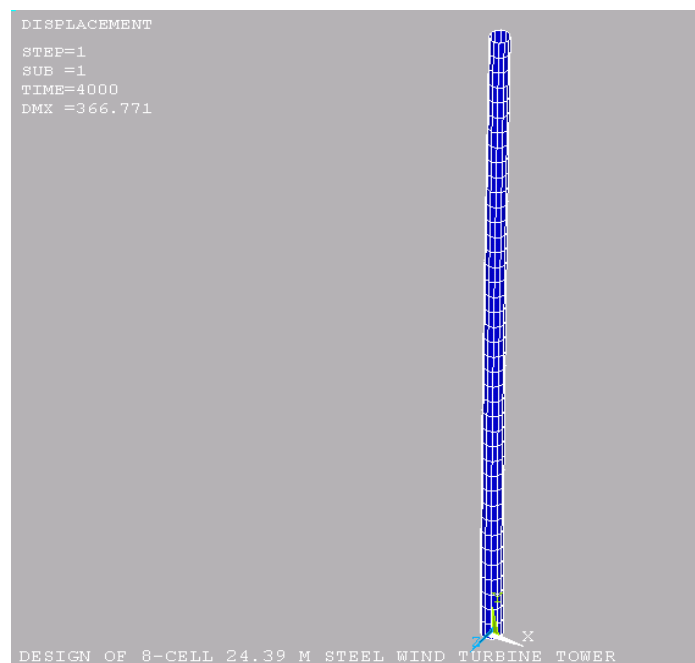 DISPLACEMENT
STEP=1
SUB =1
TIME=4000
DMX =366.771
Y
Z
X
DESIGN OF 8-CELL 24.39 M STEEL WIND TURBINE TOWER